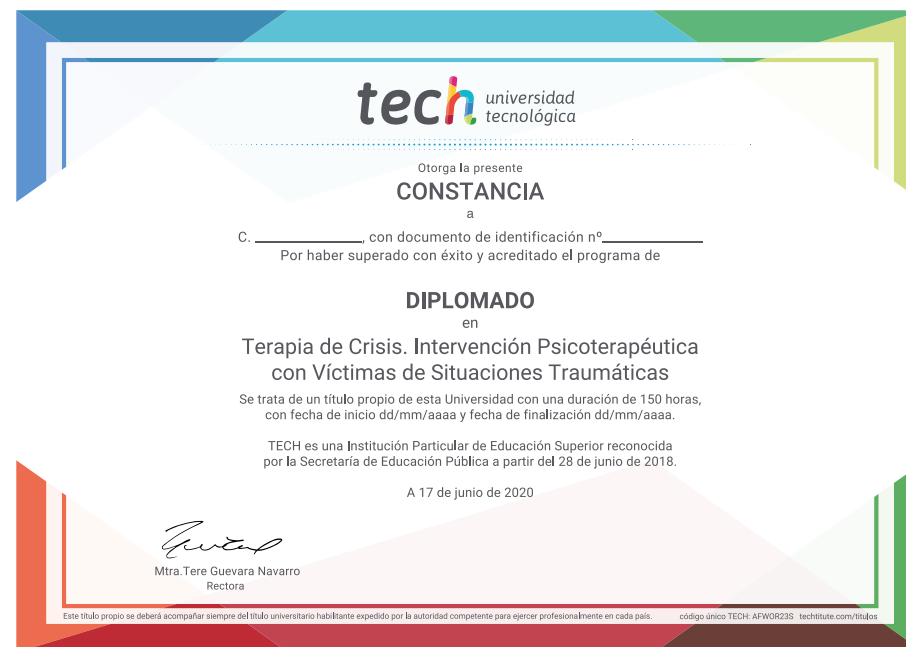 tech universidad
tecnológica
Otorga la presente
CONSTANCIA
a
C. ____________, con documento de identificación nº____________
Por haber superado con éxito y acreditado el programa de
DIPLOMADO
en
Terapia de Crisis. Intervención Psicoterapéutica
con Víctimas de Situaciones Traumáticas
Se trata de un título propio de esta Universidad con una duración de 150 horas,
con fecha de inicio dd/mm/aaaa y fecha de finalización dd/mm/aaaa.
TECH es una Institución Particular de Educación Superior reconocida
por la Secretaría de Educación Pública a partir del 28 de junio de 2018.
A 17 de junio de 2020
Mtra.Tere Guevara Navarro
Rectora
Este título propio se deberá acompañar siempre del título universitario habilitante expedido por la autoridad competente para ejercer profesionalmente en cada país. código único TECH: AFWOR23S techtitute.com/titulos